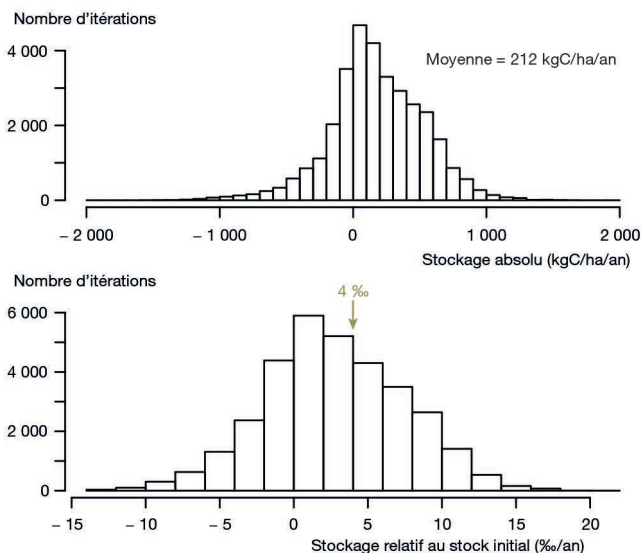 Nombre d'itérations
4 000
Moyenne = 212 kgC/ha/an
2 000
0
– 2 000 – 1 000 0 1 000 2 000
Stockage absolu (kgC/ha/an)
Nombre d'itérations
4 ‰
6 000
4 000
2 000
0
– 15 – 10 – 5 0 5 10 15 20
Stockage relatif au stock initial (‰/an)